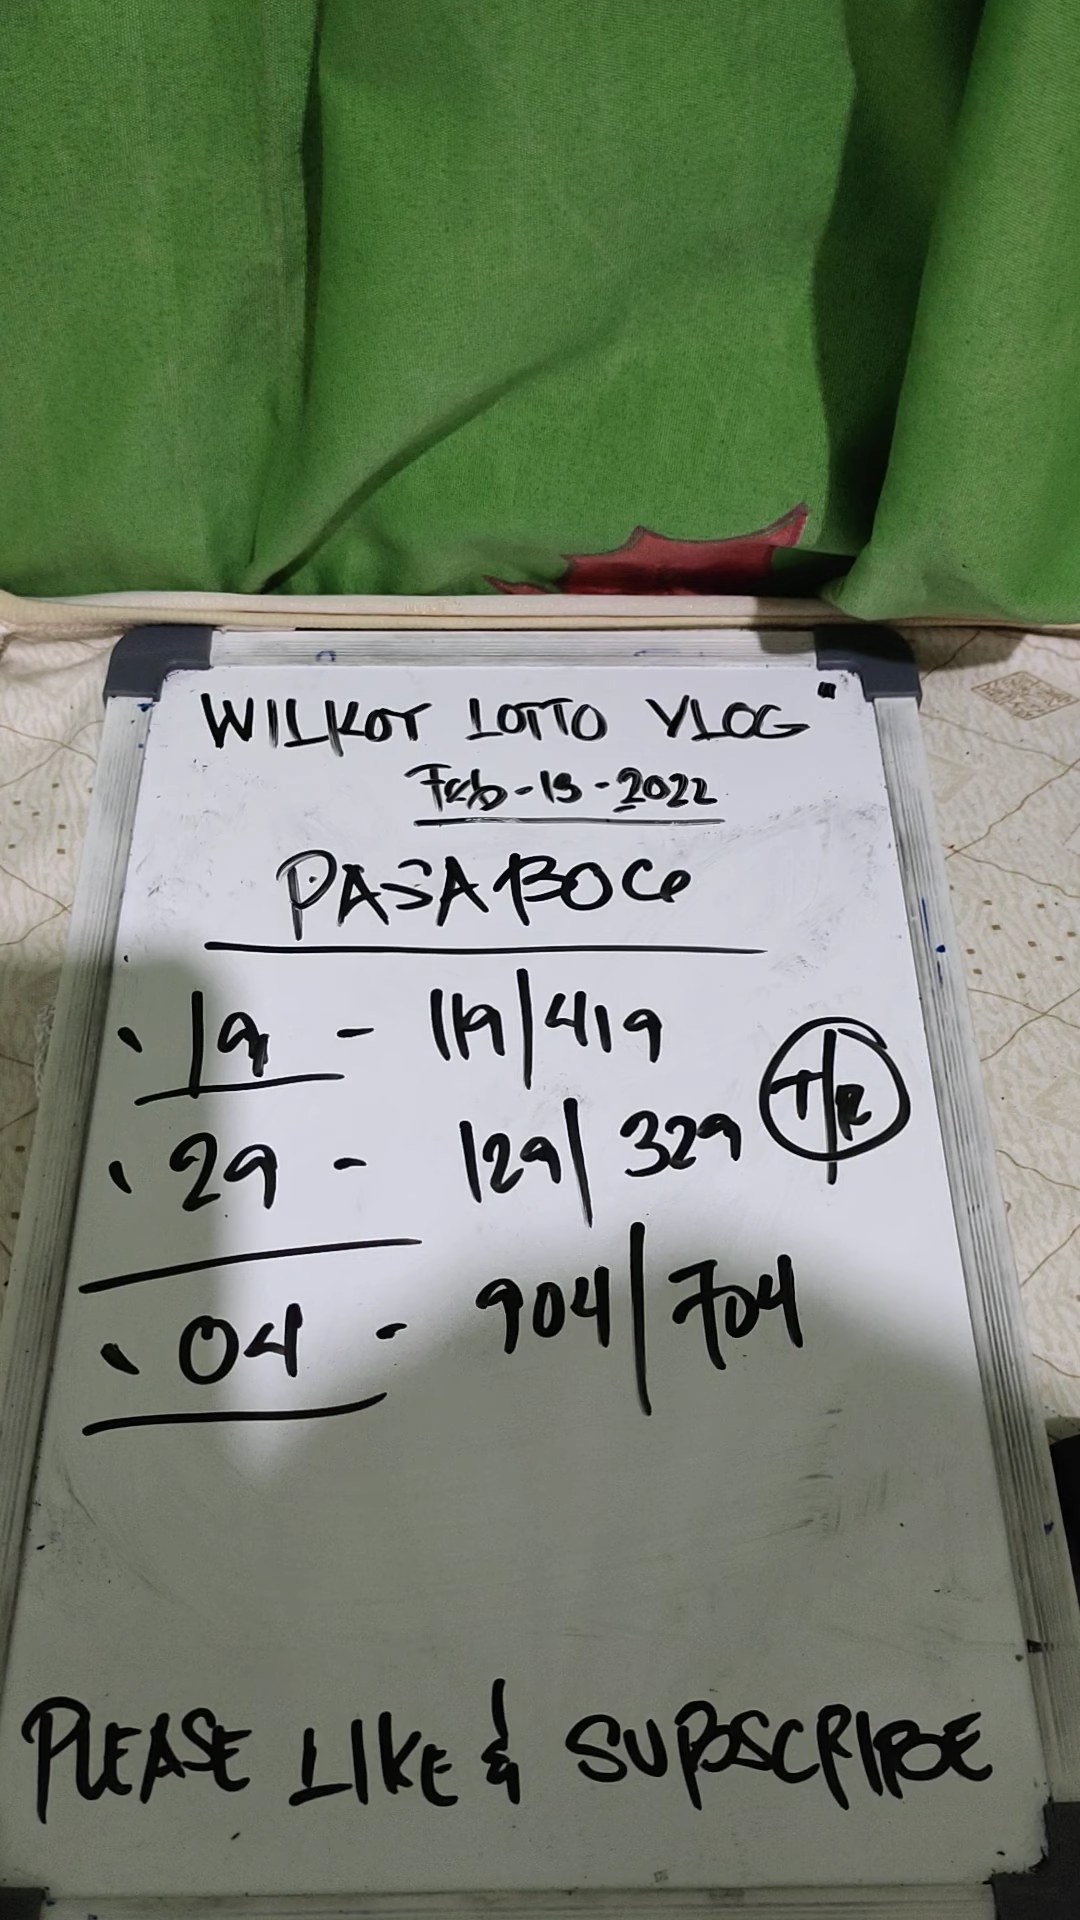 WILKOT LOTTO VLOG"
Feb-13-2022
PASABOG
19 - 119/419
T/R
29 - 129/329
04 - 904/704
PLEASE LIKE & SUBSCRIBE